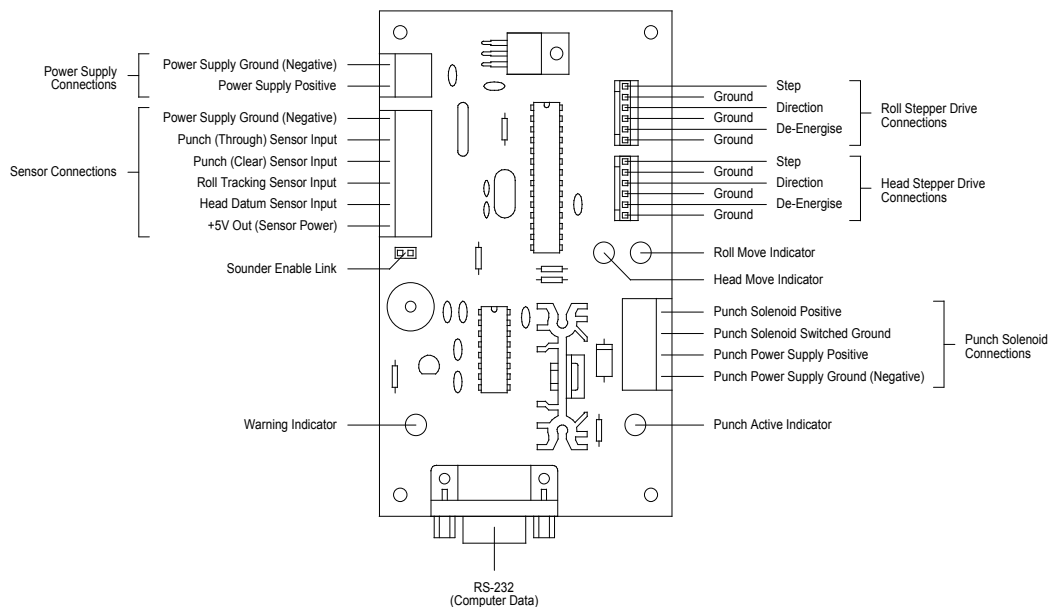 Power Supply
Connections
Power Supply Ground (Negative)
Power Supply Positive
Sensor Connections
Power Supply Ground (Negative)
Punch (Through) Sensor Input
Punch (Clear) Sensor Input
Roll Tracking Sensor Input
Head Datum Sensor Input
+5V Out (Sensor Power)
Sounder Enable Link
Warning Indicator
Step
Ground
Direction
Ground
De-Energise
Ground
Roll Stepper Drive
Connections
Step
Ground
Direction
Ground
De-Energise
Ground
Head Stepper Drive
Connections
Roll Move Indicator
Head Move Indicator
Punch Solenoid Positive
Punch Solenoid Switched Ground
Punch Power Supply Positive
Punch Power Supply Ground (Negative)
Punch Solenoid
Connections
Punch Active Indicator
RS-232
(Computer Data)